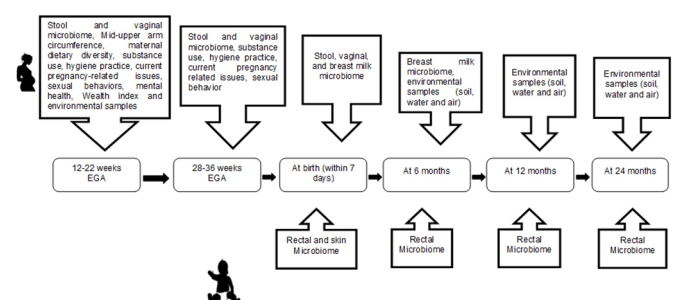 Stool and vaginal
microbiome, Mid-upper arm
circumference, maternal
dietary diversity, substance
use, hygiene practice, current
pregnancy-related issues,
sexual behaviors, mental
health, Wealth index and
environmental samples
Stool and vaginal
microbiome, substance
use, hygiene practice,
current pregnancy
related issues, sexual
behavior
Stool, vaginal,
and breast milk
microbiome
Breast milk
microbiome,
environmental
samples (soil,
water and air)
Environmental
samples (soil,
water and air)
Environmental
samples (soil,
water and air)
12-22 weeks
EGA
28-36 weeks
EGA
At birth (within 7
days)
At 6 months
At 12 months
At 24 months
Rectal and skin
Microbiome
Rectal
Microbiome
Rectal
Microbiome
Rectal
Microbiome